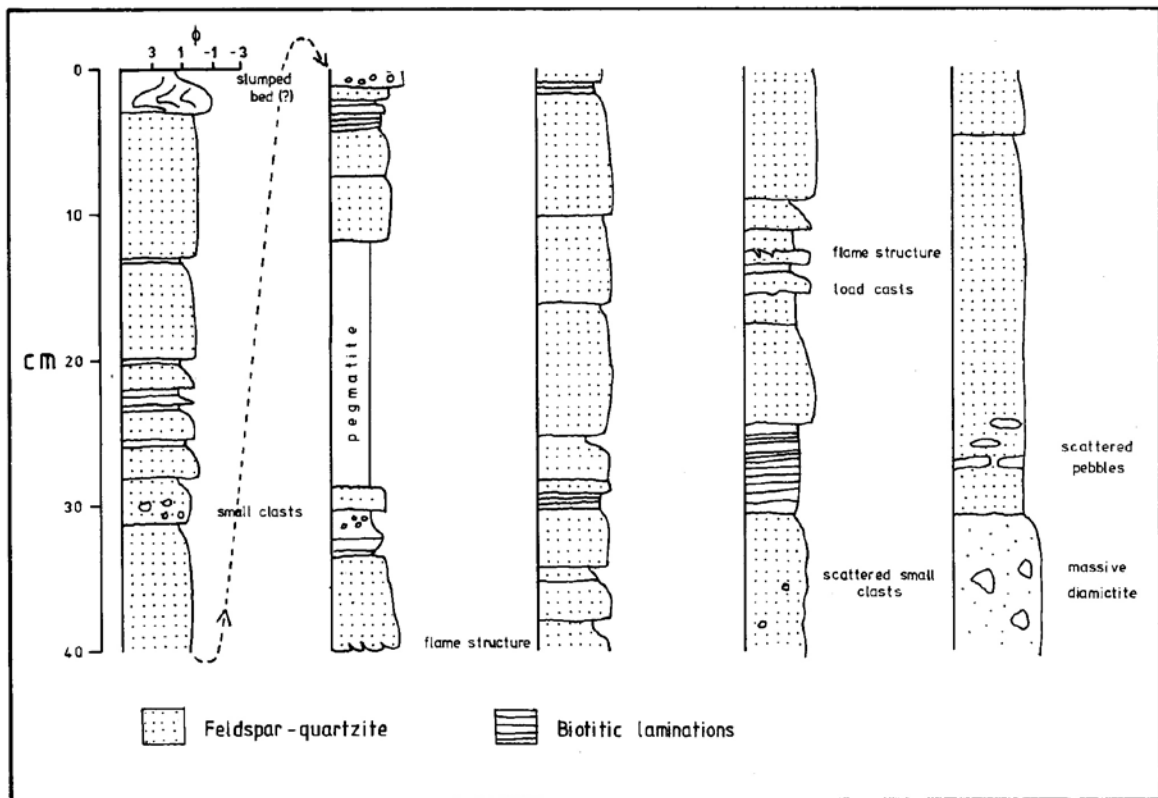 ϕ
3 1 -1 -3
0
10
20
30
40
cm
slumped
bed (?)
small clasts
pegmatite
flame structure
flame structure
load casts
scattered small
clasts
scattered
pebbles
massive
diamictite
Feldspar - quartzite
Biotitic laminations